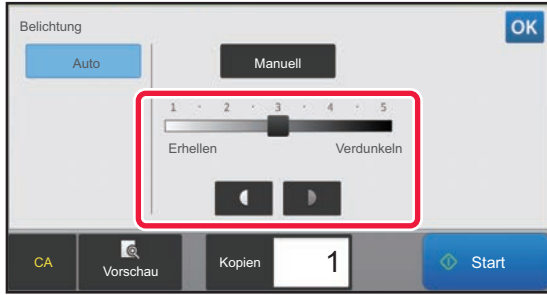 Belichtung
OK
Auto
Manuell
1 · 2 · 3 · 4 · 5
Erhellen Verdunkeln
CA
Vorschau
Kopien
1
Start